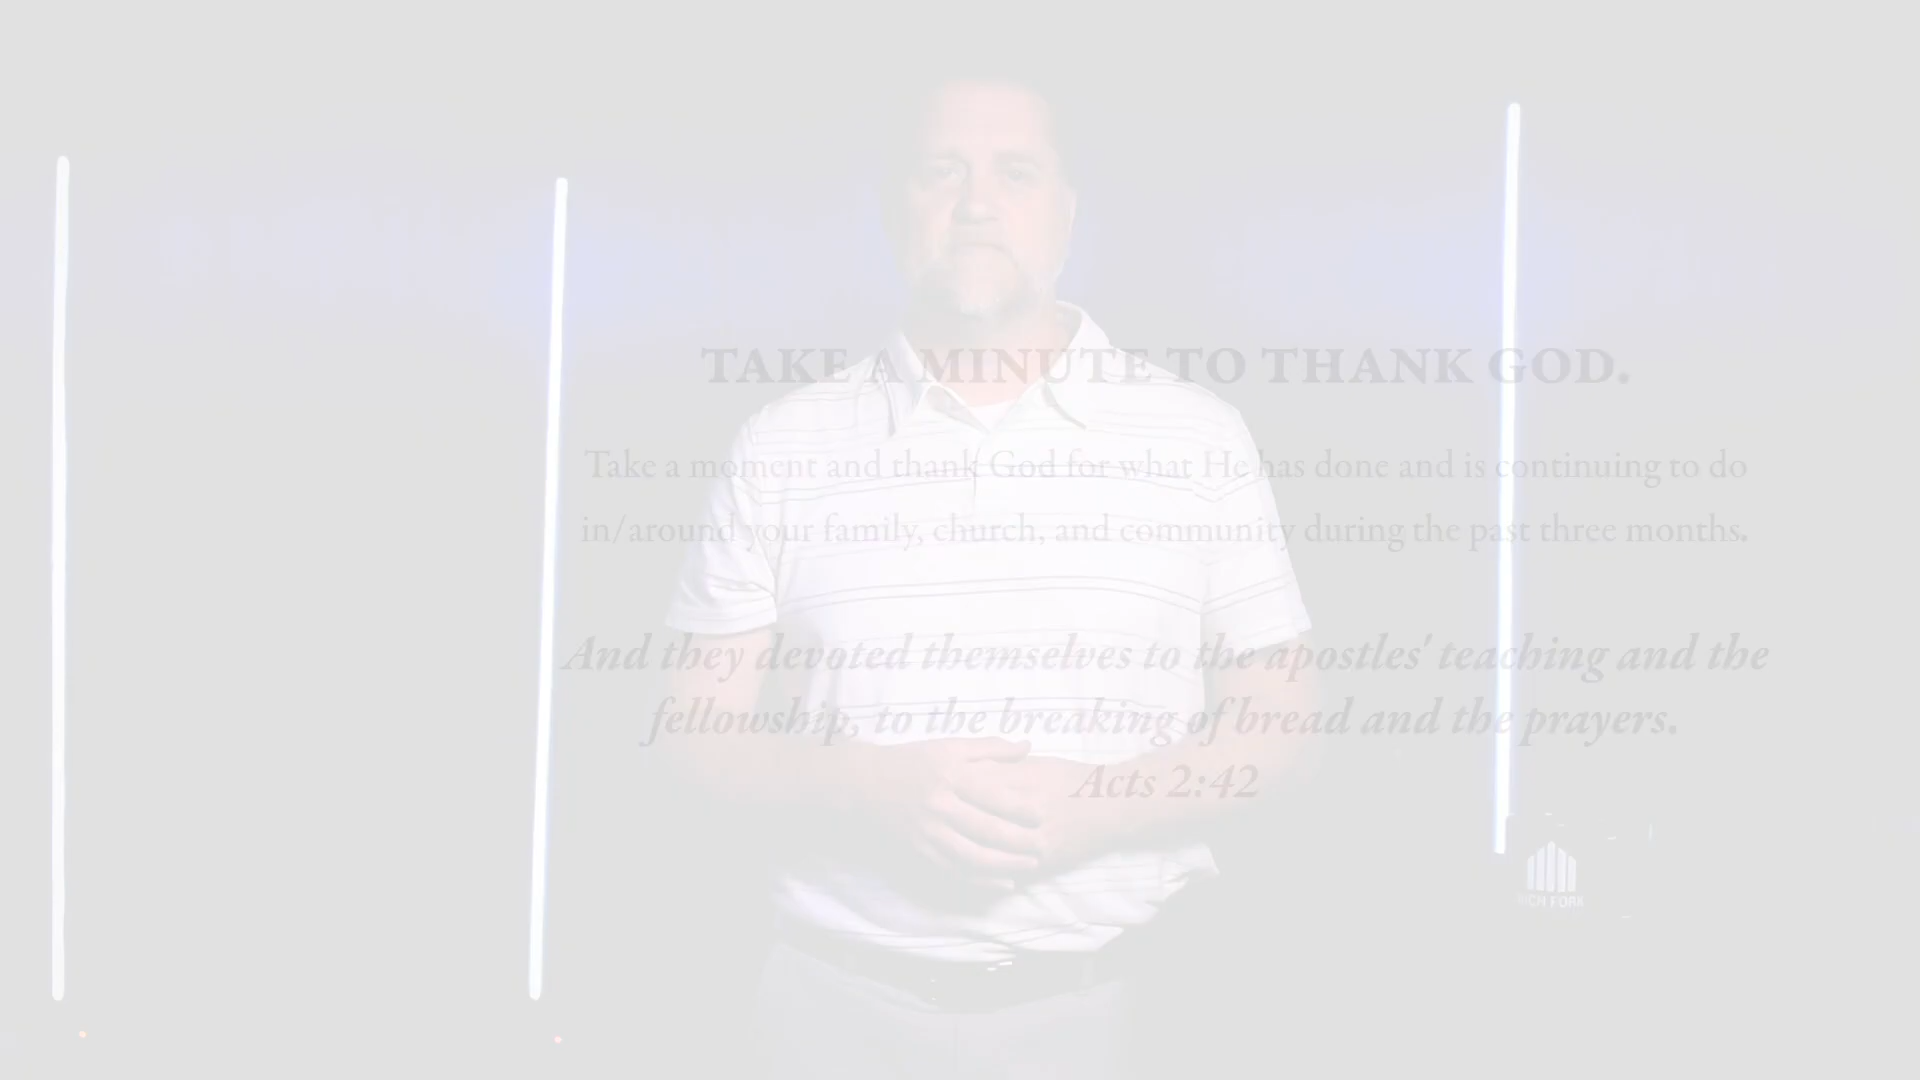 TAKE A MINUTE TO THANK GOD.
Take a moment and thank God for what He has done and is continuing to do
in/around your family, church, and community during the past three months.
And they devoted themselves to the apostles' teaching and the
fellowship, to the breaking of bread and the prayers.
Acts 2:42
RICH FORK